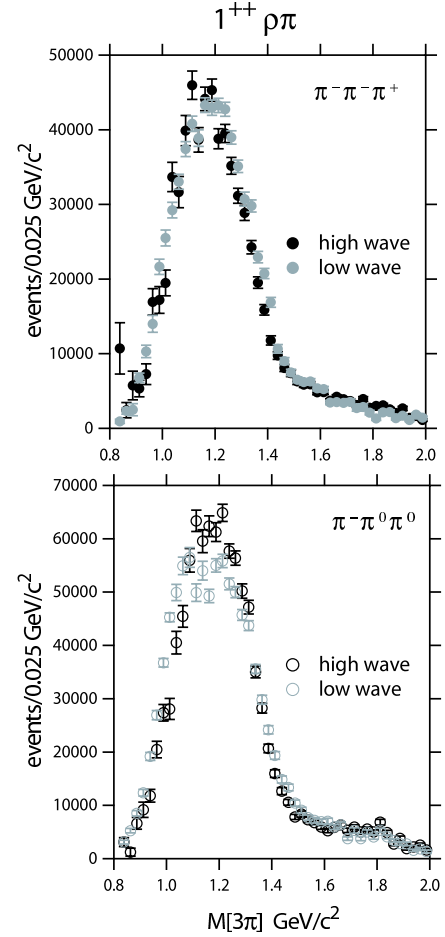 1⁺⁺ ρπ
50000
π⁻π⁻π⁺
40000
events/0.025 GeV/c²
30000
high wave
low wave
20000
10000
0
0.8 1.0 1.2 1.4 1.6 1.8 2.0
70000
π⁻π⁰π⁰
60000
50000
events/0.025 GeV/c²
40000
high wave
low wave
30000
20000
10000
0
0.8 1.0 1.2 1.4 1.6 1.8 2.0
M[3π] GeV/c²